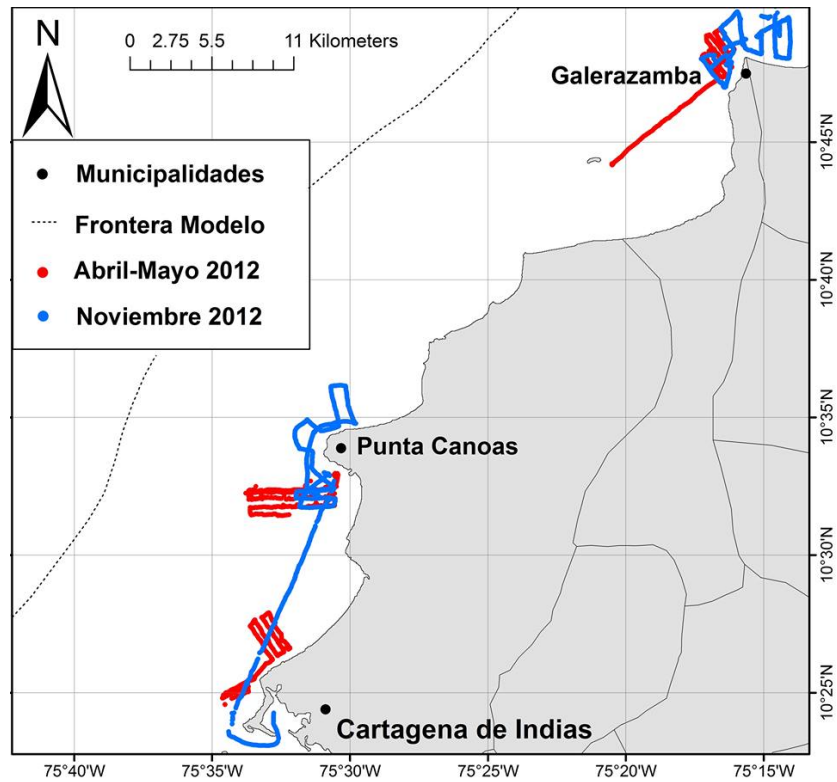 N
0 2.75 5.5 11 Kilometers
Municipalidades
Frontera Modelo
Abril-Mayo 2012
Noviembre 2012
Galerazamba
Punta Canoas
Cartagena de Indias
10°45'N
10°40'N
10°35'N
10°30'N
10°25'N
75°40'W 75°35'W 75°30'W 75°25'W 75°20'W 75°15'W